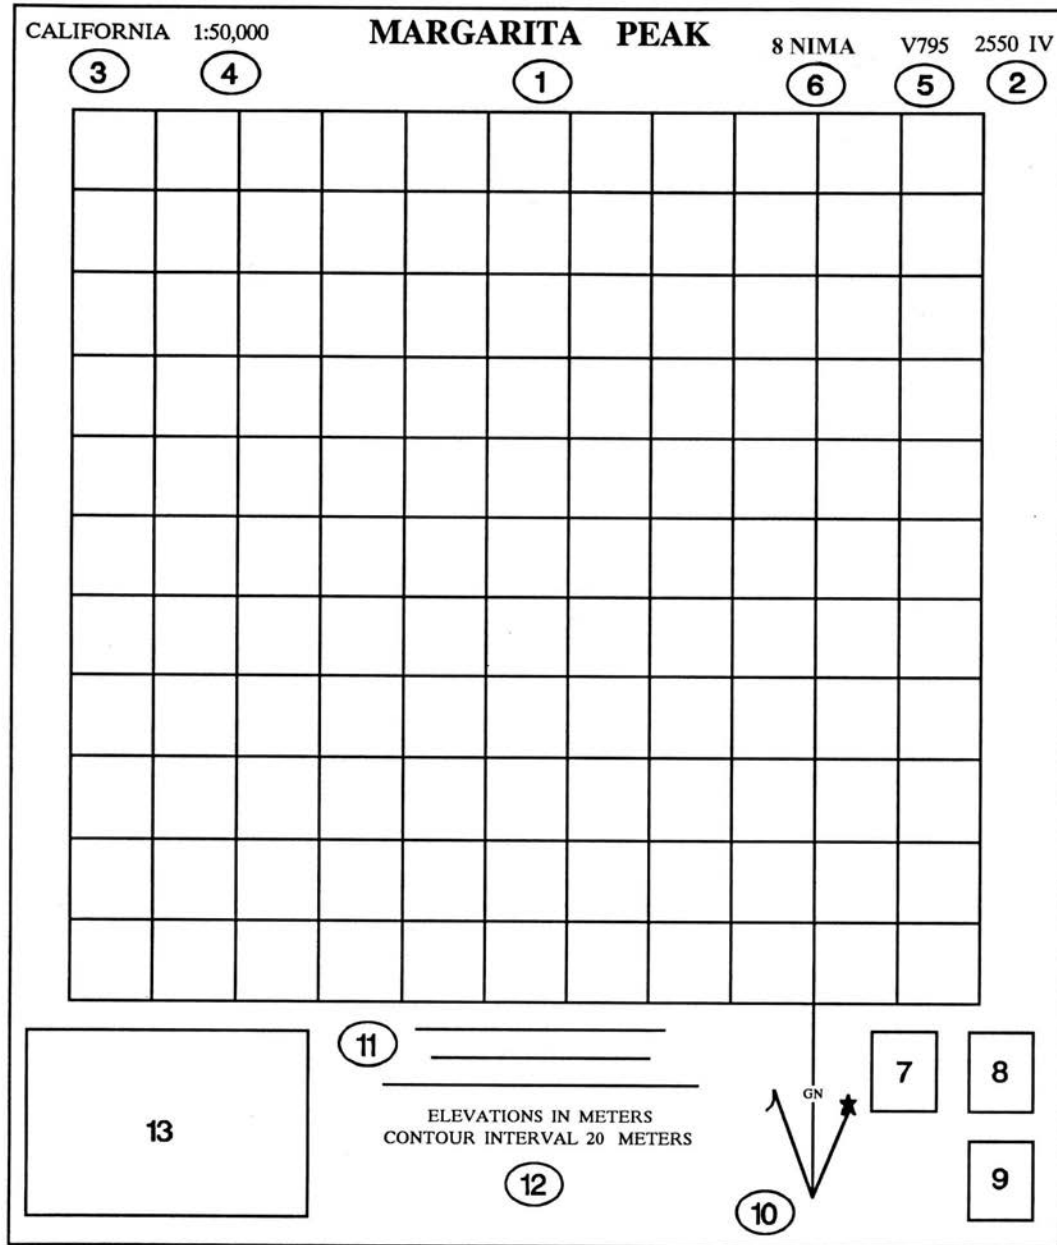 CALIFORNIA 1:50,000 MARGARITA PEAK 8 NIMA V795 2550 IV
3 4 1 6 5 2
11 7 8
GN
ELEVATIONS IN METERS
CONTOUR INTERVAL 20 METERS
13
12 9
10